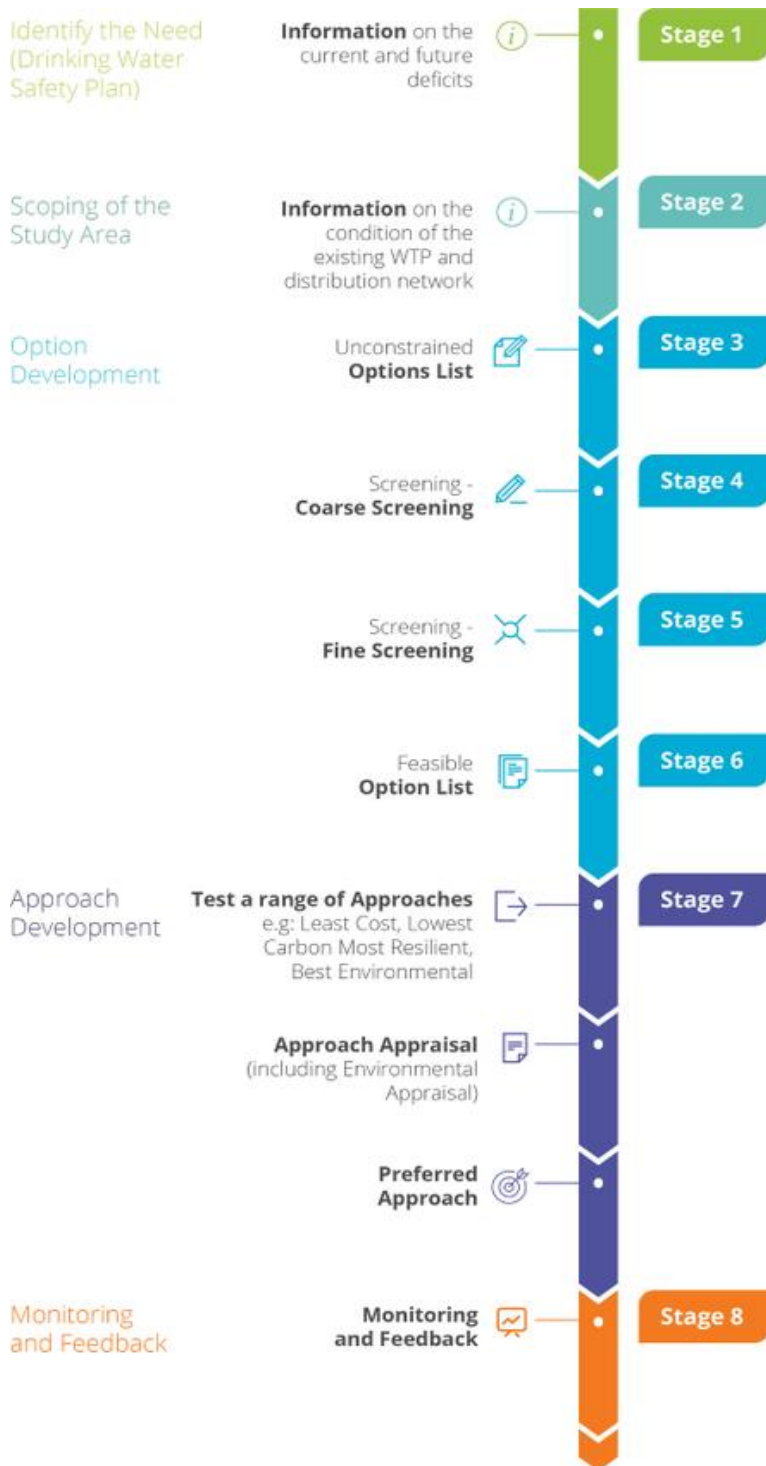 Identify the Need
(Drinking Water
Safety Plan)
Information on the
current and future
deficits
Stage 1
Scoping of the
Study Area
Information on the
condition of the
existing WTP and
distribution network
Stage 2
Option
Development
Unconstrained
Options List
Stage 3
Screening -
Coarse Screening
Stage 4
Screening -
Fine Screening
Stage 5
Feasible
Option List
Stage 6
Approach
Development
Test a range of Approaches
e.g: Least Cost, Lowest
Carbon Most Resilient,
Best Environmental
Stage 7
Approach Appraisal
(including Environmental
Appraisal)
Preferred
Approach
Monitoring
and Feedback
Monitoring
and Feedback
Stage 8